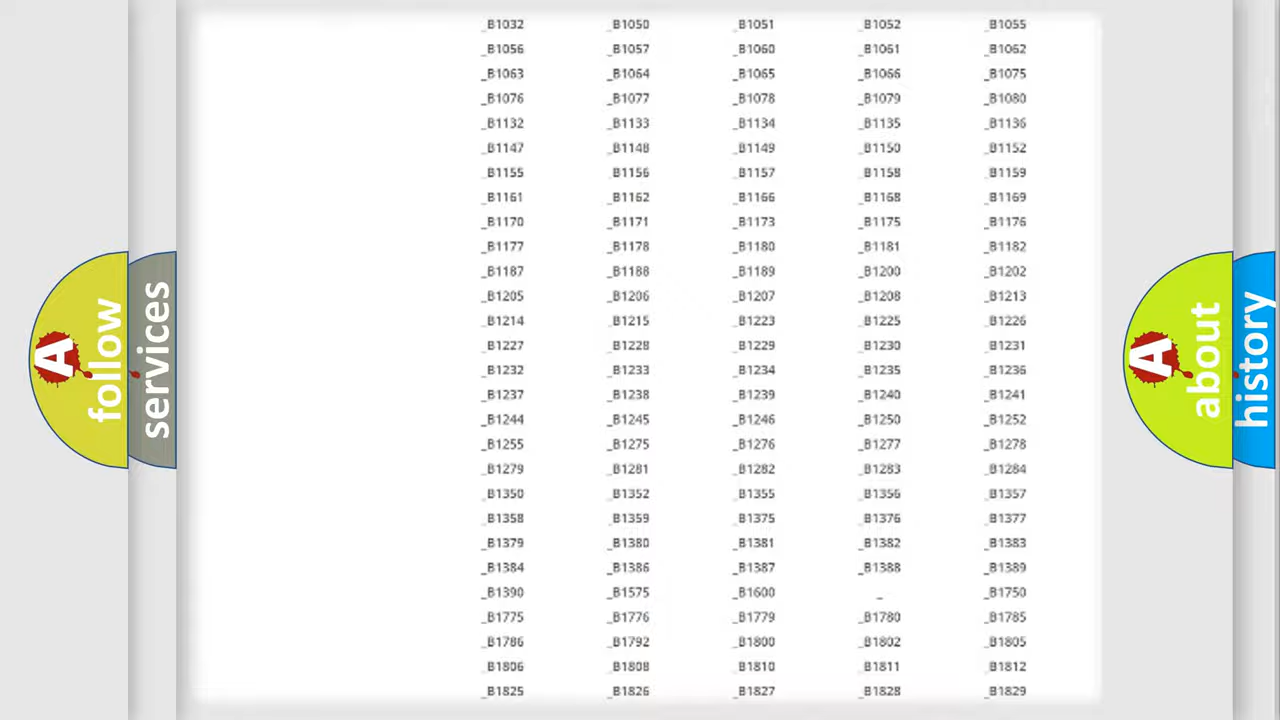 _B1032 _B1050 _B1051 _B1052 _B1055
_B1056 _B1057 _B1060 _B1061 _B1062
_B1063 _B1064 _B1065 _B1066 _B1075
_B1076 _B1077 _B1078 _B1079 _B1080
_B1132 _B1133 _B1134 _B1135 _B1136
_B1147 _B1148 _B1149 _B1150 _B1152
_B1155 _B1156 _B1157 _B1158 _B1159
_B1161 _B1162 _B1166 _B1168 _B1169
_B1170 _B1171 _B1173 _B1175 _B1176
_B1177 _B1178 _B1180 _B1181 _B1182
_B1187 _B1188 _B1189 _B1200 _B1202
_B1205 _B1206 _B1207 _B1208 _B1213
_B1214 _B1215 _B1223 _B1225 _B1226
_B1227 _B1228 _B1229 _B1230 _B1231
_B1232 _B1233 _B1234 _B1235 _B1236
_B1237 _B1238 _B1239 _B1240 _B1241
_B1244 _B1245 _B1246 _B1250 _B1252
_B1255 _B1275 _B1276 _B1277 _B1278
_B1279 _B1281 _B1282 _B1283 _B1284
_B1350 _B1352 _B1355 _B1356 _B1357
_B1358 _B1359 _B1375 _B1376 _B1377
_B1379 _B1380 _B1381 _B1382 _B1383
_B1384 _B1386 _B1387 _B1388 _B1389
_B1390 _B1575 _B1600 _ _B1750
_B1775 _B1776 _B1779 _B1780 _B1785
_B1786 _B1792 _B1800 _B1802 _B1805
_B1806 _B1808 _B1810 _B1811 _B1812
_B1825 _B1826 _B1827 _B1828 _B1829
A
follow
services
A
about
history